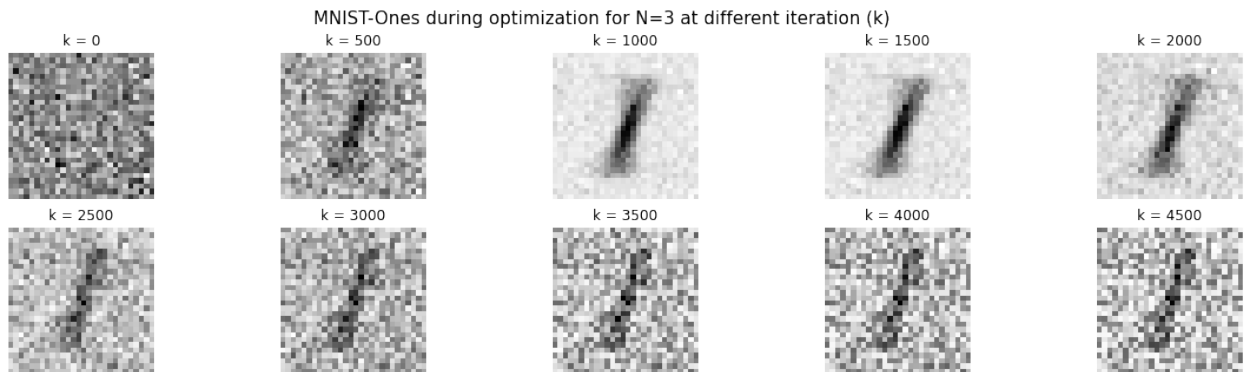 MNIST-Ones during optimization for N=3 at different iteration (k)
k = 0 k = 500 k = 1000 k = 1500 k = 2000
k = 2500 k = 3000 k = 3500 k = 4000 k = 4500